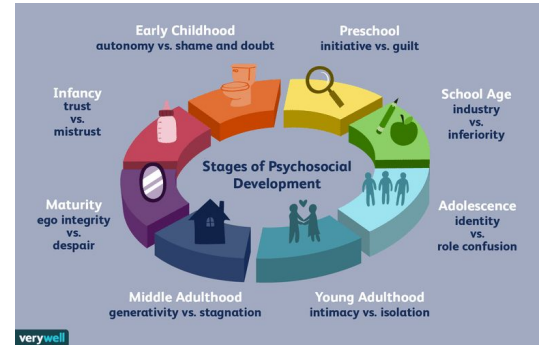 Early Childhood
autonomy vs. shame and doubt
Preschool
initiative vs. guilt
Infancy
trust
vs.
mistrust
School Age
industry
vs.
inferiority
Stages of Psychosocial
Development
Maturity
ego integrity
vs.
despair
Adolescence
identity
vs.
role confusion
Middle Adulthood
generativity vs. stagnation
Young Adulthood
intimacy vs. isolation
verywell